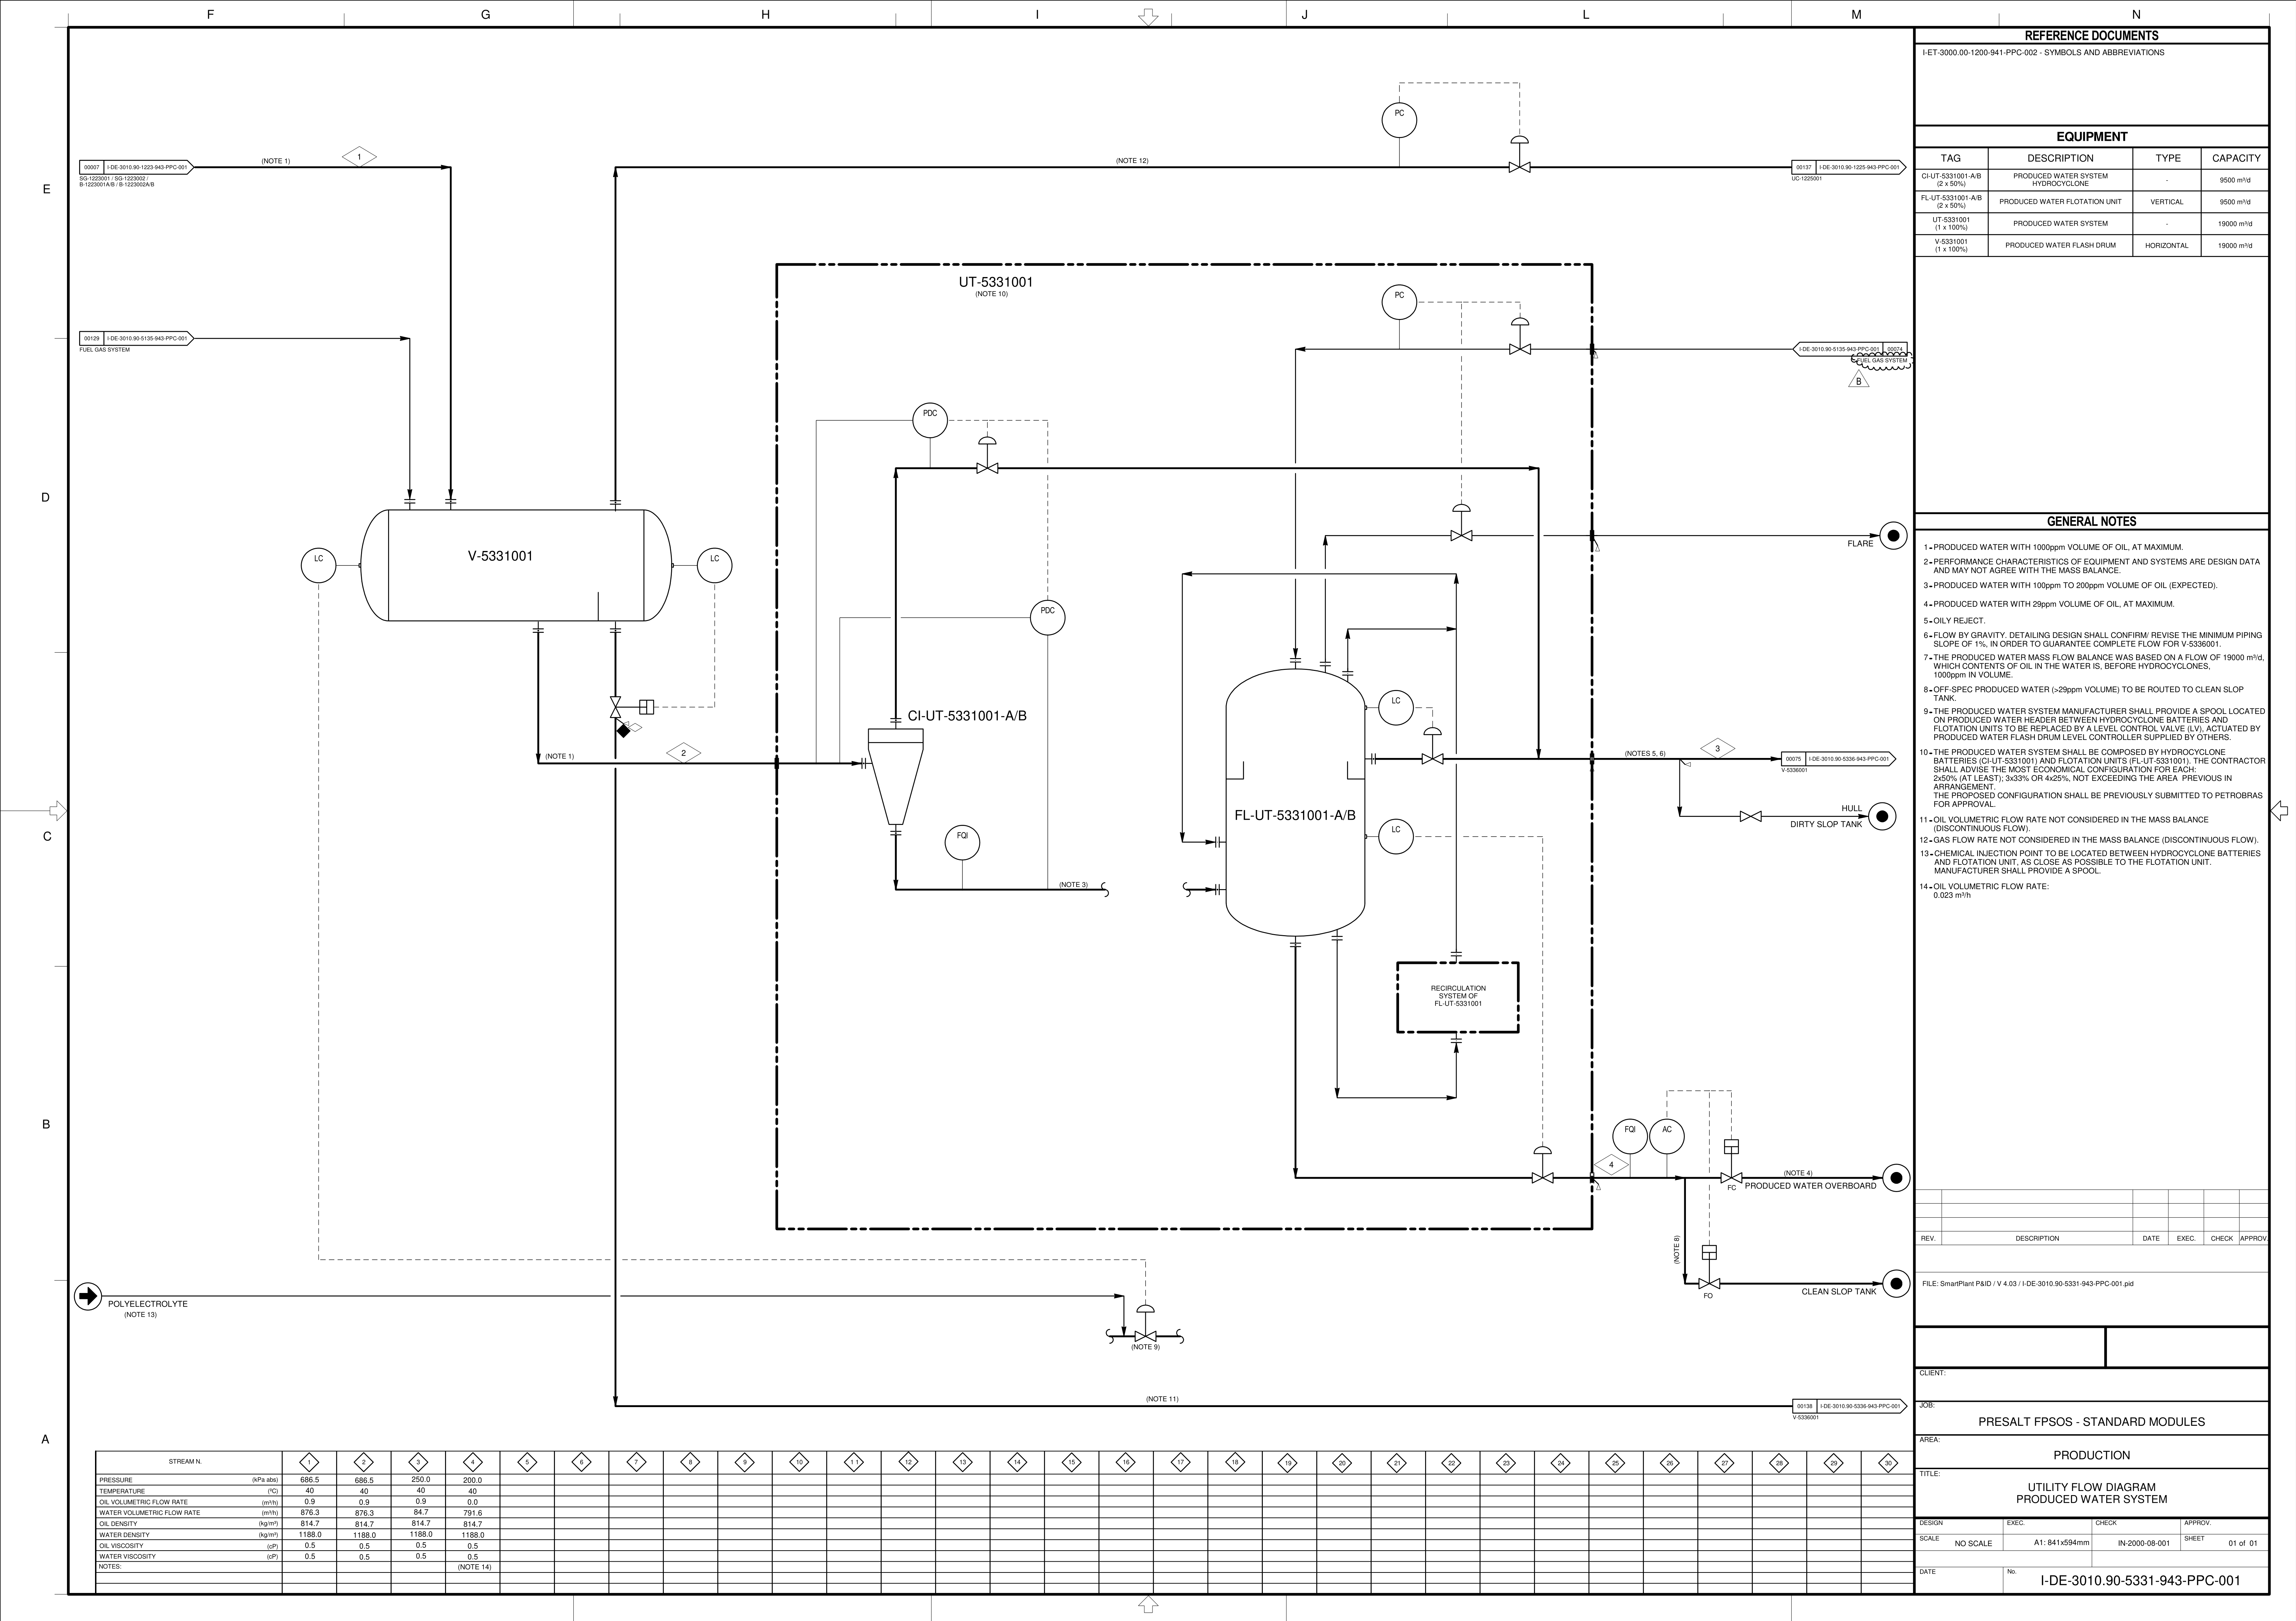 F G H I J L M N
REFERENCE DOCUMENTS
I-ET-3000.00-1200-941-PPC-002 - SYMBOLS AND ABBREVIATIONS
EQUIPMENT
TAG DESCRIPTION TYPE CAPACITY
CI-UT-5331001-A/B
(2 x 50%)
PRODUCED WATER SYSTEM
HYDROCYCLONE
-
9500 m³/d
FL-UT-5331001-A/B
(2 x 50%)
PRODUCED WATER FLOTATION UNIT
VERTICAL
9500 m³/d
UT-5331001
(1 x 100%)
PRODUCED WATER SYSTEM
-
19000 m³/d
V-5331001
(1 x 100%)
PRODUCED WATER FLASH DRUM
HORIZONTAL
19000 m³/d
GENERAL NOTES
1-PRODUCED WATER WITH 1000ppm VOLUME OF OIL, AT MAXIMUM.
2-PERFORMANCE CHARACTERISTICS OF EQUIPMENT AND SYSTEMS ARE DESIGN DATA
AND MAY NOT AGREE WITH THE MASS BALANCE.
3-PRODUCED WATER WITH 100ppm TO 200ppm VOLUME OF OIL (EXPECTED).
4-PRODUCED WATER WITH 29ppm VOLUME OF OIL, AT MAXIMUM.
5-OILY REJECT.
6-FLOW BY GRAVITY. DETAILING DESIGN SHALL CONFIRM/ REVISE THE MINIMUM PIPING
SLOPE OF 1%, IN ORDER TO GUARANTEE COMPLETE FLOW FOR V-5336001.
7-THE PRODUCED WATER MASS FLOW BALANCE WAS BASED ON A FLOW OF 19000 m³/d,
WHICH CONTENTS OF OIL IN THE WATER IS, BEFORE HYDROCYCLONES,
1000ppm IN VOLUME.
8-OFF-SPEC PRODUCED WATER (>29ppm VOLUME) TO BE ROUTED TO CLEAN SLOP
TANK.
9-THE PRODUCED WATER SYSTEM MANUFACTURER SHALL PROVIDE A SPOOL LOCATED
ON PRODUCED WATER HEADER BETWEEN HYDROCYCLONE BATTERIES AND
FLOTATION UNITS TO BE REPLACED BY A LEVEL CONTROL VALVE (LV), ACTUATED BY
PRODUCED WATER FLASH DRUM LEVEL CONTROLLER SUPPLIED BY OTHERS.
10-THE PRODUCED WATER SYSTEM SHALL BE COMPOSED BY HYDROCYCLONE
BATTERIES (CI-UT-5331001) AND FLOTATION UNITS (FL-UT-5331001). THE CONTRACTOR
SHALL ADVISE THE MOST ECONOMICAL CONFIGURATION FOR EACH:
2x50% (AT LEAST); 3x33% OR 4x25%, NOT EXCEEDING THE AREA PREVIOUS IN
ARRANGEMENT.
THE PROPOSED CONFIGURATION SHALL BE PREVIOUSLY SUBMITTED TO PETROBRAS
FOR APPROVAL.
11-OIL VOLUMETRIC FLOW RATE NOT CONSIDERED IN THE MASS BALANCE
(DISCONTINUOUS FLOW).
12-GAS FLOW RATE NOT CONSIDERED IN THE MASS BALANCE (DISCONTINUOUS FLOW).
13-CHEMICAL INJECTION POINT TO BE LOCATED BETWEEN HYDROCYCLONE BATTERIES
AND FLOTATION UNIT, AS CLOSE AS POSSIBLE TO THE FLOTATION UNIT.
MANUFACTURER SHALL PROVIDE A SPOOL.
14-OIL VOLUMETRIC FLOW RATE:
0.023 m³/h
REV. DESCRIPTION DATE EXEC. CHECK APPROV.
FILE: SmartPlant P&ID / V 4.03 / I-DE-3010.90-5331-943-PPC-001.pid
CLIENT:
JOB:
PRESALT FPSOS - STANDARD MODULES
AREA:
PRODUCTION
TITLE:
UTILITY FLOW DIAGRAM
PRODUCED WATER SYSTEM
DESIGN EXEC. CHECK APPROV.
SCALE NO SCALE A1: 841x594mm IN-2000-08-001 SHEET 01 of 01
DATE No. I-DE-3010.90-5331-943-PPC-001
E
D
C
B
A
00007 I-DE-3010.90-1223-943-PPC-001
SG-1223001 / SG-1223002 /
B-1223001A/B / B-1223002A/B
(NOTE 1)
1
(NOTE 12)
PC
00137 I-DE-3010.90-1225-943-PPC-001
UC-1225001
UT-5331001
(NOTE 10)
PC
00129 I-DE-3010.90-5135-943-PPC-001
FUEL GAS SYSTEM
I-DE-3010.90-5135-943-PPC-001 00074
FUEL GAS SYSTEM
B
PDC
FLARE
LC
V-5331001
LC
PDC
LC
CI-UT-5331001-A/B
(NOTE 1)
2
(NOTES 5, 6)
3
00075 I-DE-3010.90-5336-943-PPC-001
V-5336001
HULL
DIRTY SLOP TANK
FL-UT-5331001-A/B
LC
FQI
(NOTE 3)
RECIRCULATION
SYSTEM OF
FL-UT-5331001
FQI
AC
4
FC
(NOTE 4)
PRODUCED WATER OVERBOARD
(NOTE 8)
FO
CLEAN SLOP TANK
POLYELECTROLYTE
(NOTE 13)
(NOTE 9)
(NOTE 11)
00138 I-DE-3010.90-5336-943-PPC-001
V-5336001
STREAM N. 1 2 3 4 5 6 7 8 9 10 11 12 13 14 15 16 17 18 19 20 21 22 23 24 25 26 27 28 29 30
PRESSURE (kPa abs) 686.5 686.5 250.0 200.0
TEMPERATURE (ºC) 40 40 40 40
OIL VOLUMETRIC FLOW RATE (m³/h) 0.9 0.9 0.9 0.0
WATER VOLUMETRIC FLOW RATE (m³/h) 876.3 876.3 84.7 791.6
OIL DENSITY (kg/m³) 814.7 814.7 814.7 814.7
WATER DENSITY (kg/m³) 1188.0 1188.0 1188.0 1188.0
OIL VISCOSITY (cP) 0.5 0.5 0.5 0.5
WATER VISCOSITY (cP) 0.5 0.5 0.5 0.5
NOTES: (NOTE 14)